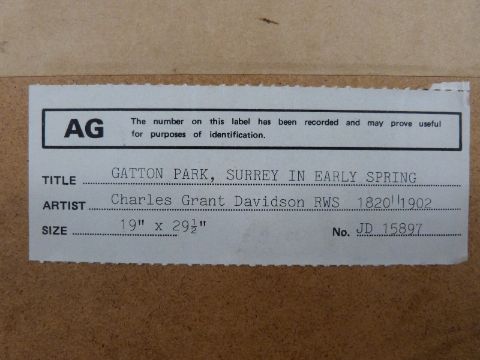 AG
The number on this label has been recorded and may prove useful
for purposes of identification.
TITLE GATTON PARK, SURREY IN EARLY SPRING
ARTIST Charles Grant Davidson RWS 1820"1902
SIZE 19" x 29½" No. JD 15897